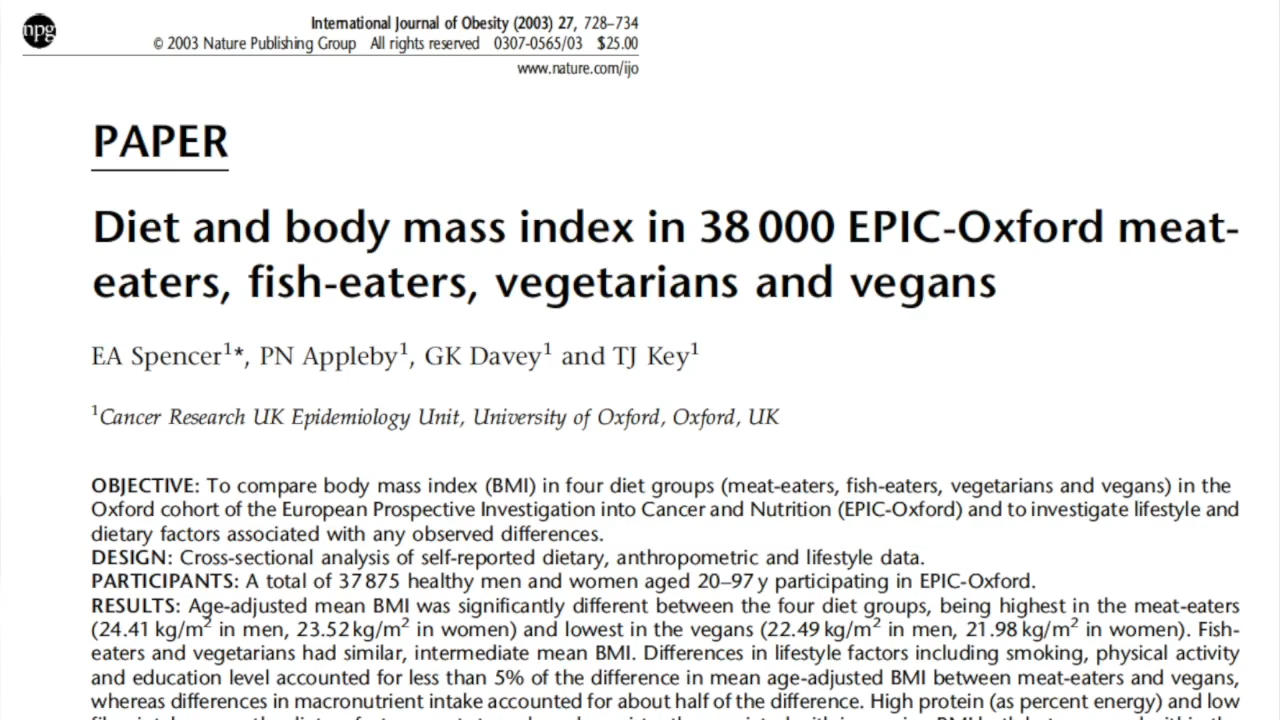 npg
International Journal of Obesity (2003) 27, 728–734
© 2003 Nature Publishing Group All rights reserved 0307-0565/03 $25.00
www.nature.com/ijo
PAPER
Diet and body mass index in 38 000 EPIC-Oxford meat-
eaters, fish-eaters, vegetarians and vegans
EA Spencer¹*, PN Appleby¹, GK Davey¹ and TJ Key¹
¹Cancer Research UK Epidemiology Unit, University of Oxford, Oxford, UK
OBJECTIVE: To compare body mass index (BMI) in four diet groups (meat-eaters, fish-eaters, vegetarians and vegans) in the
Oxford cohort of the European Prospective Investigation into Cancer and Nutrition (EPIC-Oxford) and to investigate lifestyle and
dietary factors associated with any observed differences.
DESIGN: Cross-sectional analysis of self-reported dietary, anthropometric and lifestyle data.
PARTICIPANTS: A total of 37 875 healthy men and women aged 20–97 y participating in EPIC-Oxford.
RESULTS: Age-adjusted mean BMI was significantly different between the four diet groups, being highest in the meat-eaters
(24.41 kg/m² in men, 23.52 kg/m² in women) and lowest in the vegans (22.49 kg/m² in men, 21.98 kg/m² in women). Fish-
eaters and vegetarians had similar, intermediate mean BMI. Differences in lifestyle factors including smoking, physical activity
and education level accounted for less than 5% of the difference in mean age-adjusted BMI between meat-eaters and vegans,
whereas differences in macronutrient intake accounted for about half of the difference. High protein (as percent energy) and low